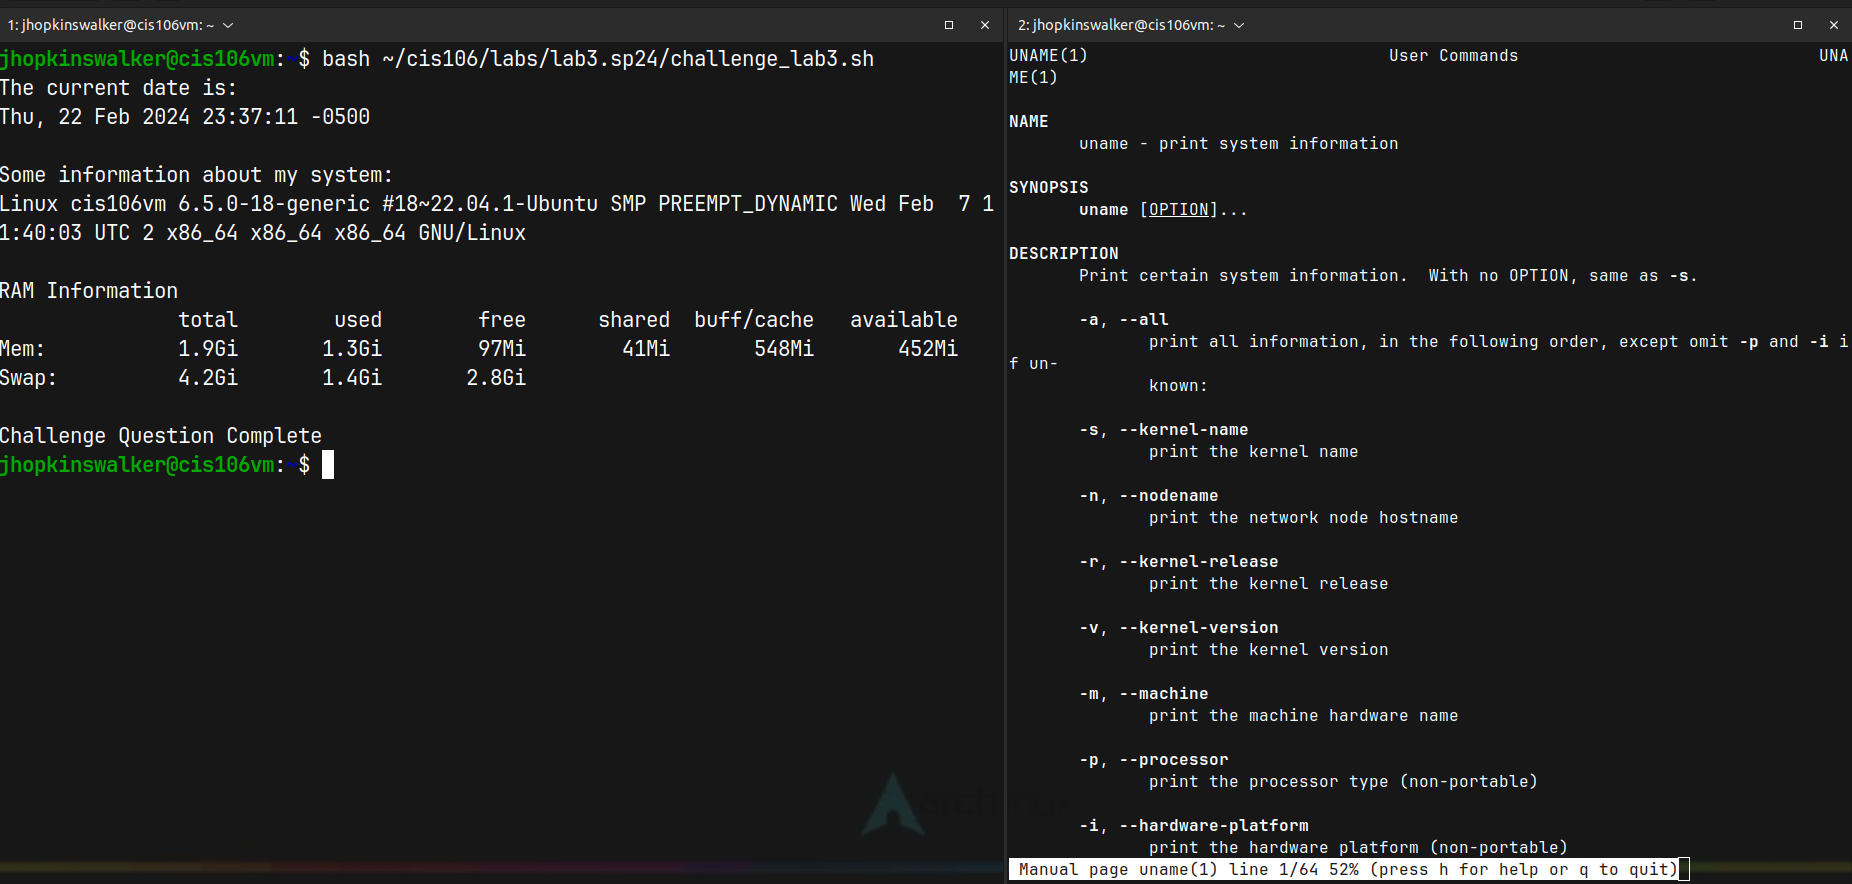 1: jhopkinswalker@cis106vm: ~
jhopkinswalker@cis106vm:~$ bash ~/cis106/labs/lab3.sp24/challenge_lab3.sh
The current date is:
Thu, 22 Feb 2024 23:37:11 -0500
Some information about my system:
Linux cis106vm 6.5.0-18-generic #18~22.04.1-Ubuntu SMP PREEMPT_DYNAMIC Wed Feb  7 1
1:40:03 UTC 2 x86_64 x86_64 x86_64 GNU/Linux
RAM Information
               total        used        free      shared  buff/cache   available
Mem:           1.9Gi       1.3Gi        97Mi        41Mi       548Mi       452Mi
Swap:          4.2Gi       1.4Gi       2.8Gi
Challenge Question Complete
jhopkinswalker@cis106vm:~$
2: jhopkinswalker@cis106vm: ~
UNAME(1)                              User Commands                              UNA
ME(1)
NAME
       uname - print system information
SYNOPSIS
       uname [OPTION]...
DESCRIPTION
       Print certain system information.  With no OPTION, same as -s.
       -a, --all
              print all information, in the following order, except omit -p and -i i
f un-
              known:
       -s, --kernel-name
              print the kernel name
       -n, --nodename
              print the network node hostname
       -r, --kernel-release
              print the kernel release
       -v, --kernel-version
              print the kernel version
       -m, --machine
              print the machine hardware name
       -p, --processor
              print the processor type (non-portable)
       -i, --hardware-platform
              print the hardware platform (non-portable)
 Manual page uname(1) line 1/64 52% (press h for help or q to quit)